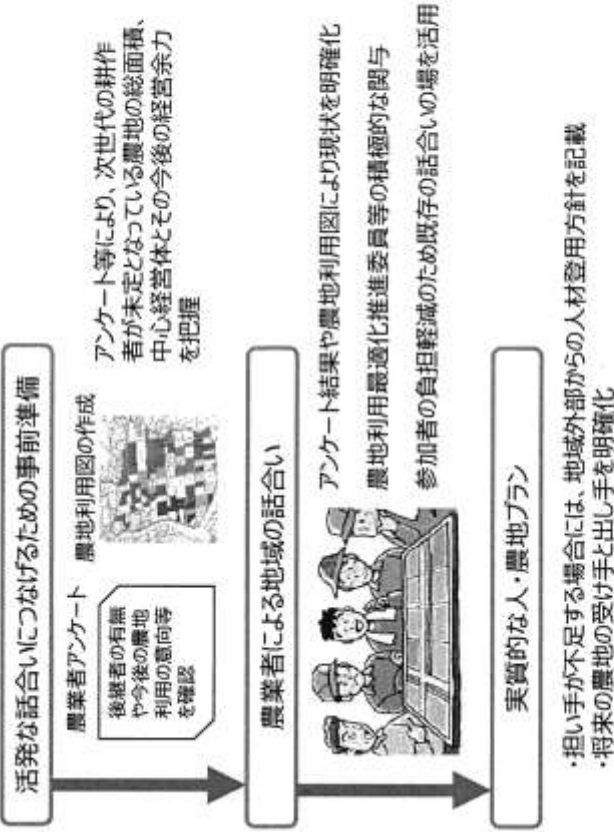 活発な話合いにつなげるための事前準備
農業者アンケート
後継者の有無
や今後の農地
利用の意向等
を確認
農地利用図の作成
アンケート等により、次世代の耕作
者が未定となっている農地の総面積、
中心経営体とその今後の経営余力
を把握
農業者による地域の話合い
アンケート結果や農地利用図により現状を明確化
農地利用最適化推進委員等の積極的な関与
参加者の負担軽減のため既存の話合いの場を活用
実質的な人・農地プラン
・担い手が不足する場合には、地域外部からの人材登用方針を記載
・将来の農地の受け手と出し手を明確化